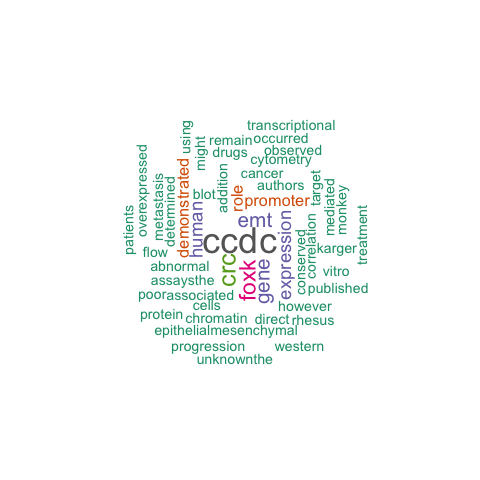 transcriptional
using
remain
occurred
might
drugs
observed
overexpressed
cytometry
metastasis
determined
demonstrated
cancer
addition
role
authors
target
mediated
monkey
patients
human
blot
promoter
emt
expression
correlation
conserved
treatment
ccdc
flow
karger
abnormal
crc
foxk
gene
vitro
assaysthe
published
poor
associated
cells
however
protein
chromatin
direct
rhesus
epithelialmesenchymal
progression
western
unknownthe